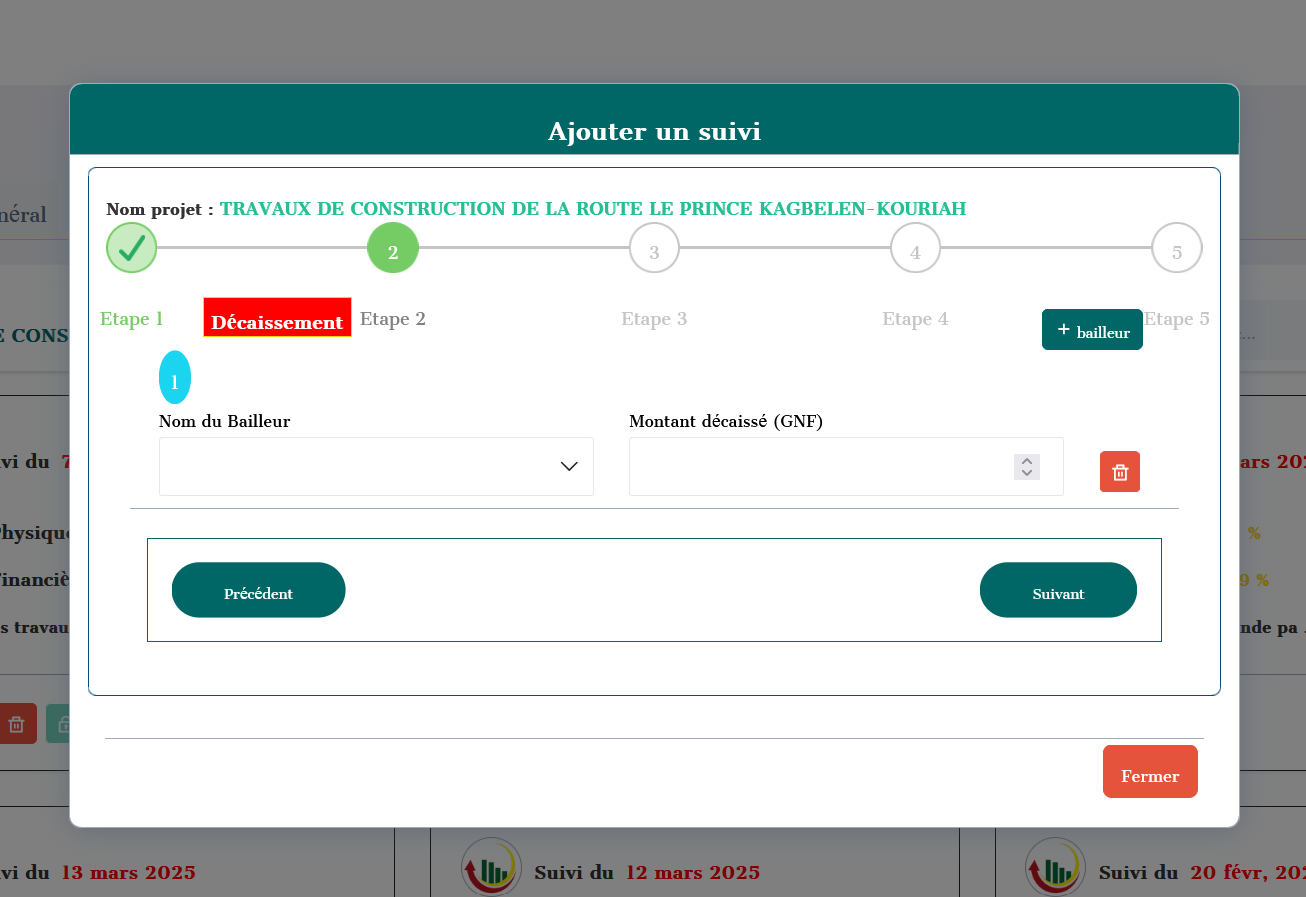 Ajouter un suivi
Nom projet : TRAVAUX DE CONSTRUCTION DE LA ROUTE LE PRINCE KAGBELEN-KOURIAH
2 3 4 5
Etape 1 Décaissement Etape 2 Etape 3 Etape 4 + bailleur Etape 5
1
Nom du Bailleur Montant décaissé (GNF)
Précédent Suivant
Fermer
néral
E CONS ...
vi du 7 ars 202
Physique %
Financiè 9 %
s travau nde pa .
vi du 13 mars 2025 Suivi du 12 mars 2025 Suivi du 20 févr, 202